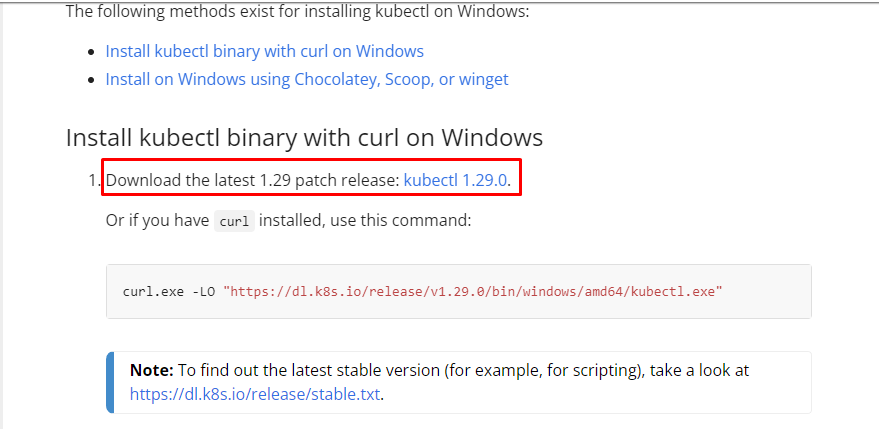 The following methods exist for installing kubectl on Windows:
• Install kubectl binary with curl on Windows
• Install on Windows using Chocolatey, Scoop, or winget
Install kubectl binary with curl on Windows
1. Download the latest 1.29 patch release: kubectl 1.29.0.
Or if you have curl installed, use this command:
curl.exe -LO "https://dl.k8s.io/release/v1.29.0/bin/windows/amd64/kubectl.exe"
Note: To find out the latest stable version (for example, for scripting), take a look at
https://dl.k8s.io/release/stable.txt.